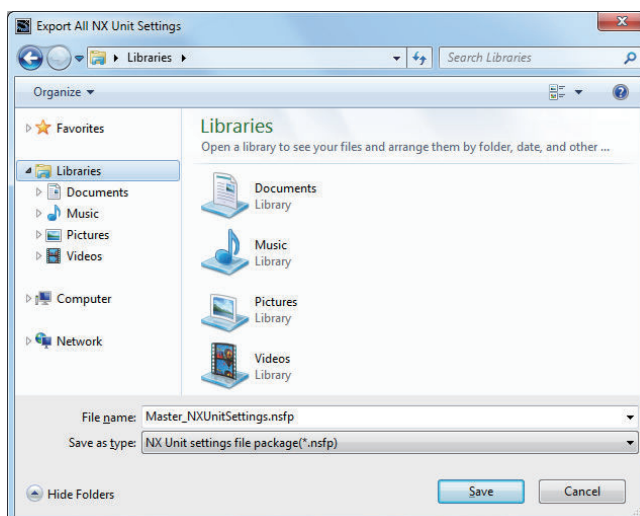 Export All NX Unit Settings
Libraries
Search Libraries
Organize
Favorites
Libraries
Documents
Music
Pictures
Videos
Computer
Network
Libraries
Open a library to see your files and arrange them by folder, date, and other ...
Documents
Library
Music
Library
Pictures
Library
Videos
Library
File name: Master_NXUnitSettings.nsfp
Save as type: NX Unit settings file package(*.nsfp)
Hide Folders
Save
Cancel